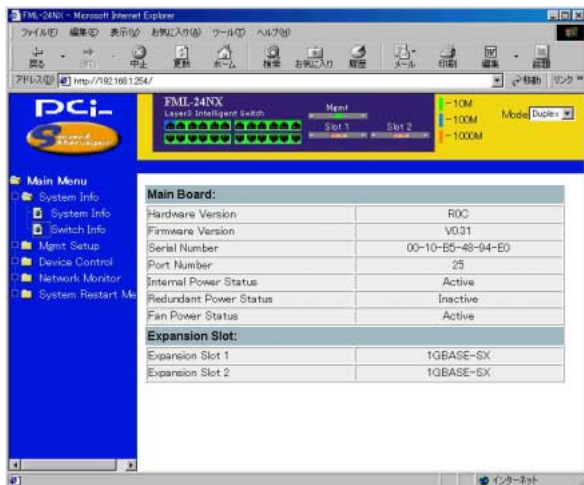 FML-24NX - Microsoft Internet Explorer
ファイル(F) 編集(E) 表示(V) お気に入り(A) ツール(T) ヘルプ(H)
戻る 中止 更新 ホーム 検索 お気に入り 履歴 メール 印刷 編集
アドレス(D) http://192.168.1.254/ 移動 リンク »
PCi
FML-24NX
Layer3 Intelligent Switch
Mgmt
Slot 1 Slot 2
10M
100M
1000M
Mode Duplex
Main Menu
System Info
System Info
Switch Info
Mgmt Setup
Device Control
Network Monitor
System Restart Me
Main Board:
Hardware Version R0C
Firmware Version V0.31
Serial Number 00-10-B5-48-94-E0
Port Number 25
Internal Power Status Active
Redundant Power Status Inactive
Fan Power Status Active
Expansion Slot:
Expansion Slot 1 1GBASE-SX
Expansion Slot 2 1GBASE-SX
インターネット